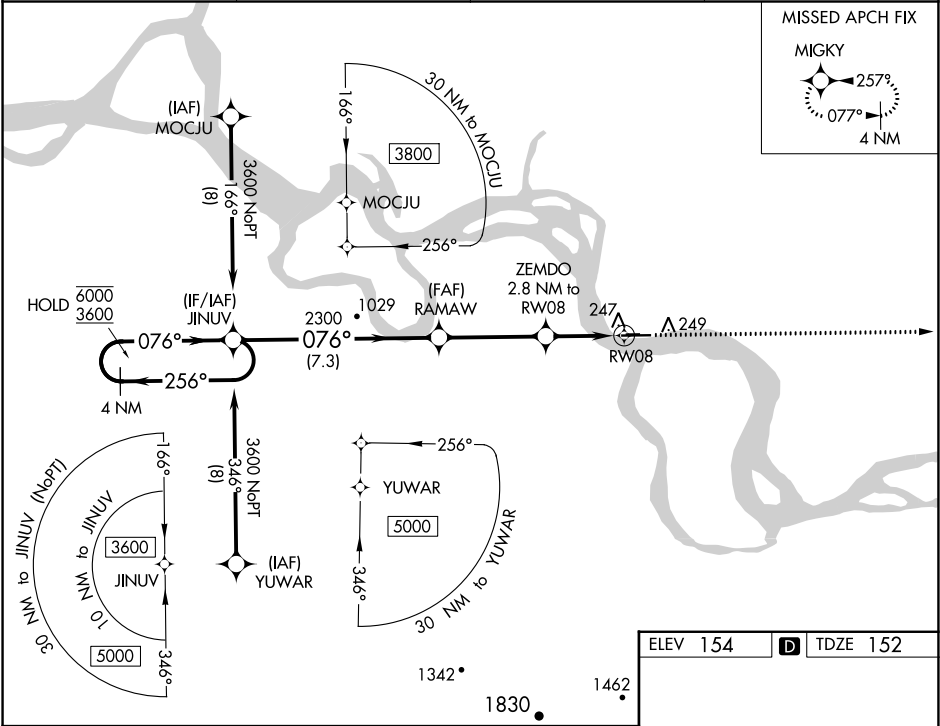 MISSED APCH FIX
MIGKY
257°
077°
4 NM
(IAF)
MOCJU
3600 NoPT
166°
(8)
30 NM to MOCJU
166°
3800
MOCJU
256°
HOLD
6000
3600
(IF/IAF)
JINUV
076°
256°
4 NM
2300
076°
(7.3)
1029
(FAF)
RAMAW
ZEMDO
2.8 NM to
RW08
247
249
RW08
3600 NoPT
346°
(8)
(IAF)
YUWAR
30 NM to JINUV (NoPT)
10 NM to JINUV
166°
3600
JINUV
5000
346°
256°
YUWAR
5000
346°
30 NM to YUWAR
1342
1830
1462
ELEV 154 D TDZE 152